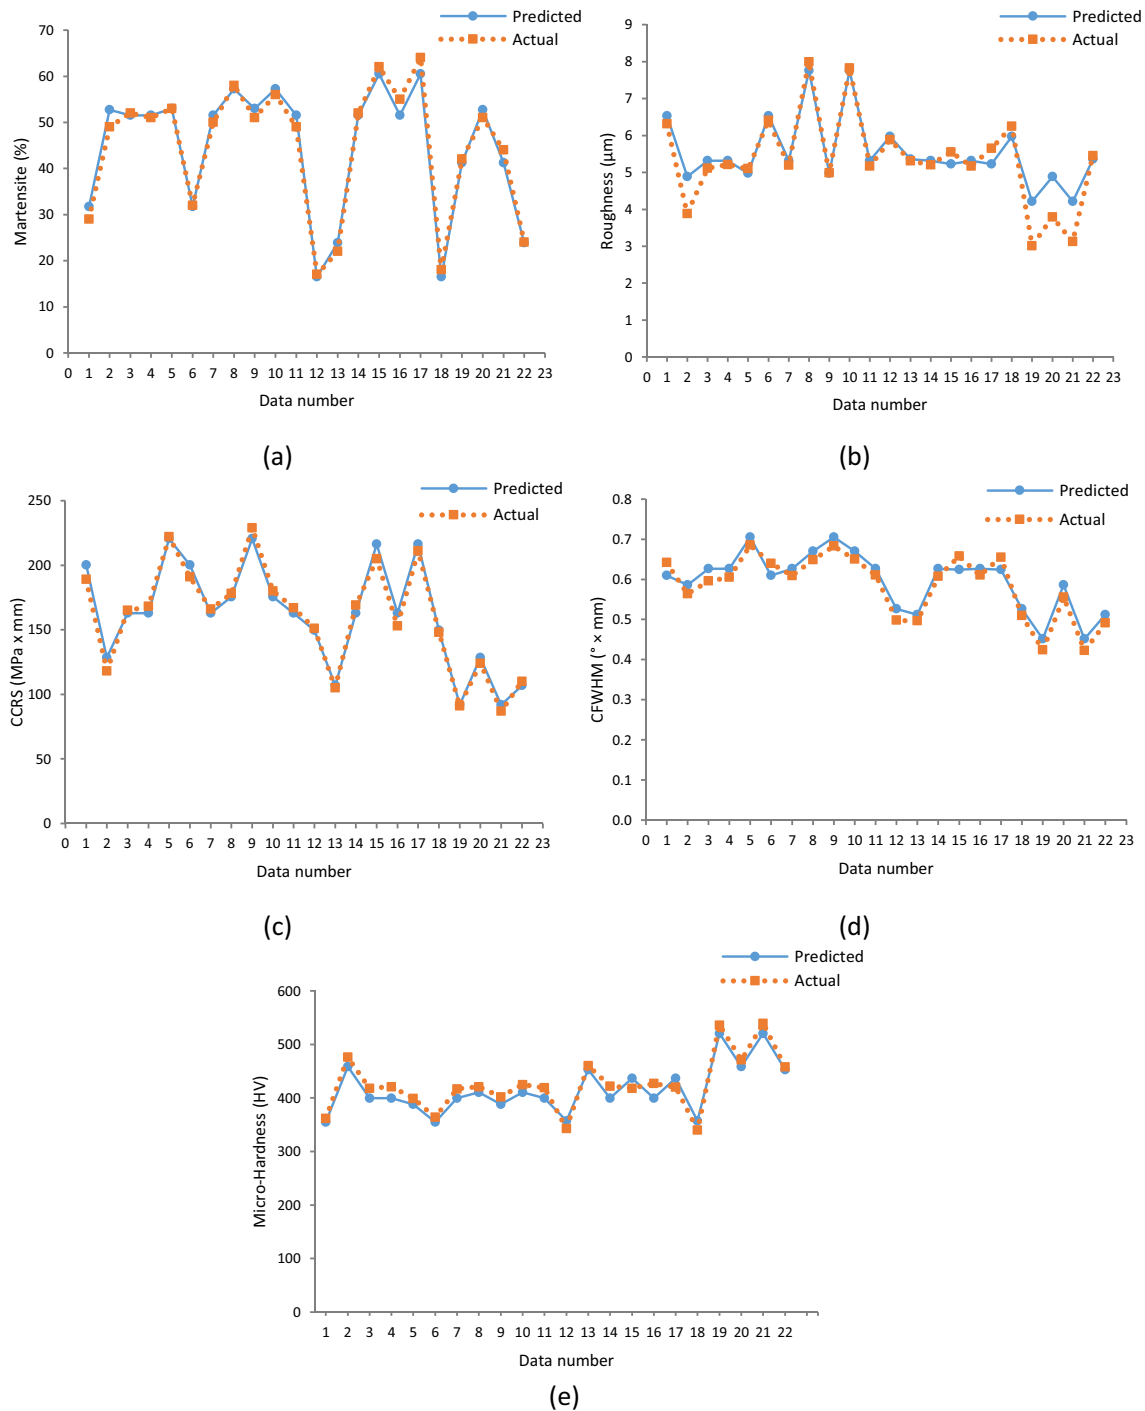 Predicted
Actual
70
60
50
40
30
20
10
0
Martensite (%)
0 1 2 3 4 5 6 7 8 9 10 11 12 13 14 15 16 17 18 19 20 21 22 23
Data number
(a)
Predicted
Actual
9
8
7
6
5
4
3
2
1
0
Roughness (µm)
0 1 2 3 4 5 6 7 8 9 10 11 12 13 14 15 16 17 18 19 20 21 22 23
Data number
(b)
Predicted
Actual
250
200
150
100
50
0
CCRS (MPa x mm)
0 1 2 3 4 5 6 7 8 9 10 11 12 13 14 15 16 17 18 19 20 21 22 23
Data number
(c)
Predicted
Actual
0.8
0.7
0.6
0.5
0.4
0.3
0.2
0.1
0.0
CFWHM (° × mm)
0 1 2 3 4 5 6 7 8 9 10 11 12 13 14 15 16 17 18 19 20 21 22 23
Data number
(d)
Predicted
Actual
600
500
400
300
200
100
0
Micro-Hardness (HV)
1 2 3 4 5 6 7 8 9 10 11 12 13 14 15 16 17 18 19 20 21 22
Data number
(e)